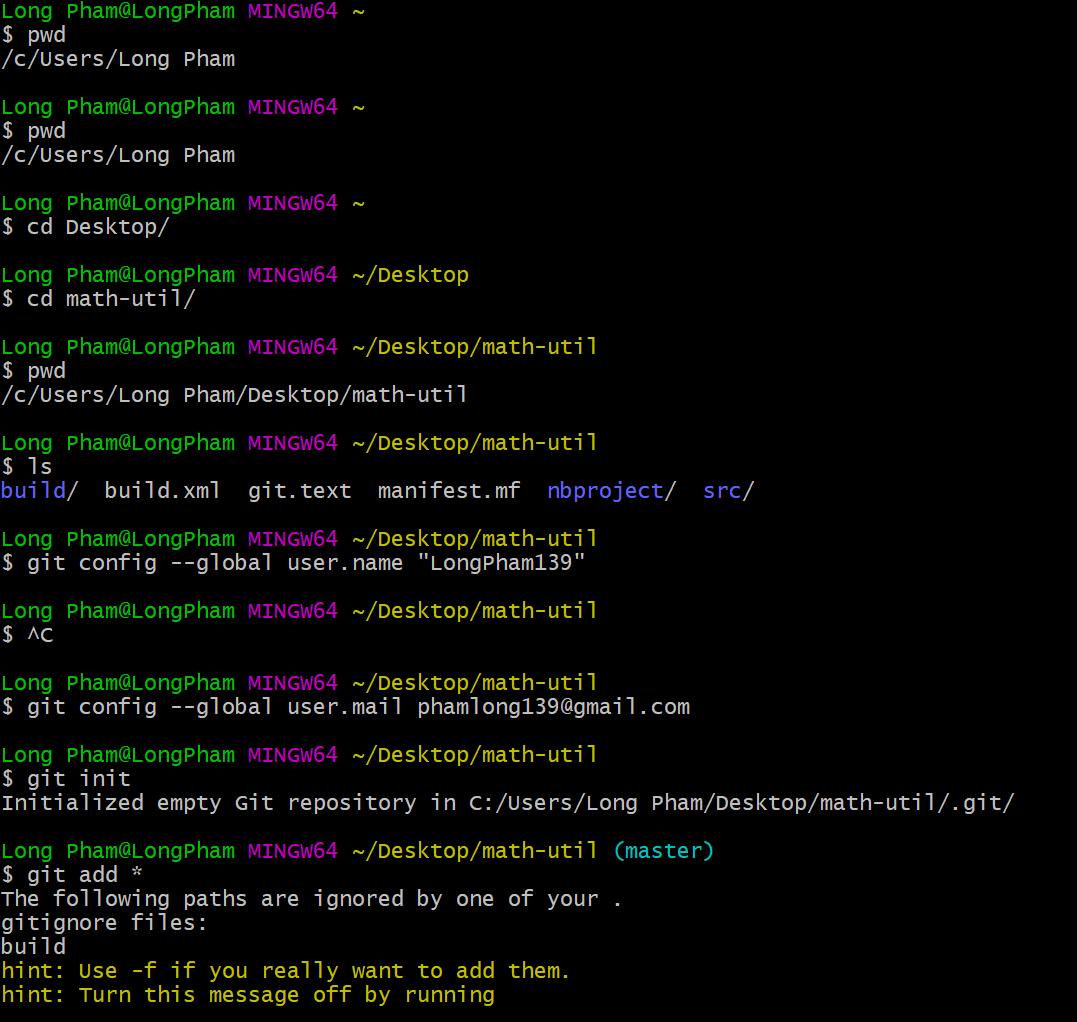 Long Pham@LongPham MINGW64 ~
$ pwd
/c/Users/Long Pham
Long Pham@LongPham MINGW64 ~
$ pwd
/c/Users/Long Pham
Long Pham@LongPham MINGW64 ~
$ cd Desktop/
Long Pham@LongPham MINGW64 ~/Desktop
$ cd math-util/
Long Pham@LongPham MINGW64 ~/Desktop/math-util
$ pwd
/c/Users/Long Pham/Desktop/math-util
Long Pham@LongPham MINGW64 ~/Desktop/math-util
$ ls
build/  build.xml  git.text  manifest.mf  nbproject/  src/
Long Pham@LongPham MINGW64 ~/Desktop/math-util
$ git config --global user.name "LongPham139"
Long Pham@LongPham MINGW64 ~/Desktop/math-util
$ ^C
Long Pham@LongPham MINGW64 ~/Desktop/math-util
$ git config --global user.mail phamlong139@gmail.com
Long Pham@LongPham MINGW64 ~/Desktop/math-util
$ git init
Initialized empty Git repository in C:/Users/Long Pham/Desktop/math-util/.git/
Long Pham@LongPham MINGW64 ~/Desktop/math-util (master)
$ git add *
The following paths are ignored by one of your .
gitignore files:
build
hint: Use -f if you really want to add them.
hint: Turn this message off by running